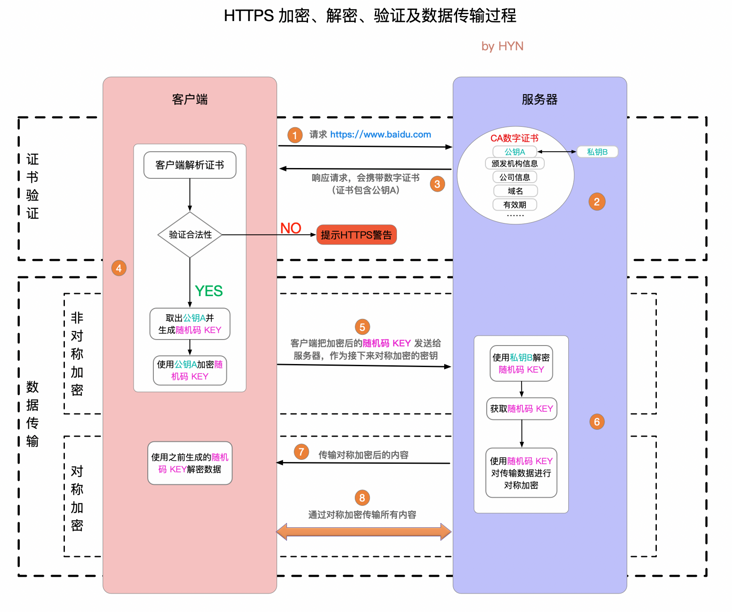 HTTPS 加密、解密、验证及数据传输过程
by HYN
客户端
服务器
证书验证
1
请求 https://www.baidu.com
CA数字证书
公钥A
私钥B
颁发机构信息
公司信息
域名
有效期
······
2
客户端解析证书
响应请求，会携带数字证书
（证书包含公钥A）
3
验证合法性
NO
提示HTTPS警告
4
YES
数据传输
非对称加密
取出公钥A并
生成随机码 KEY
使用公钥A加密随
机码 KEY
5
客户端把加密后的随机码 KEY 发送给
服务器，作为接下来对称加密的密钥
使用私钥B解密
随机码 KEY
获取随机码 KEY
6
对称加密
使用之前生成的随机
码 KEY解密数据
7
传输对称加密后的内容
使用随机码 KEY
对传输数据进行
对称加密
8
通过对称加密传输所有内容